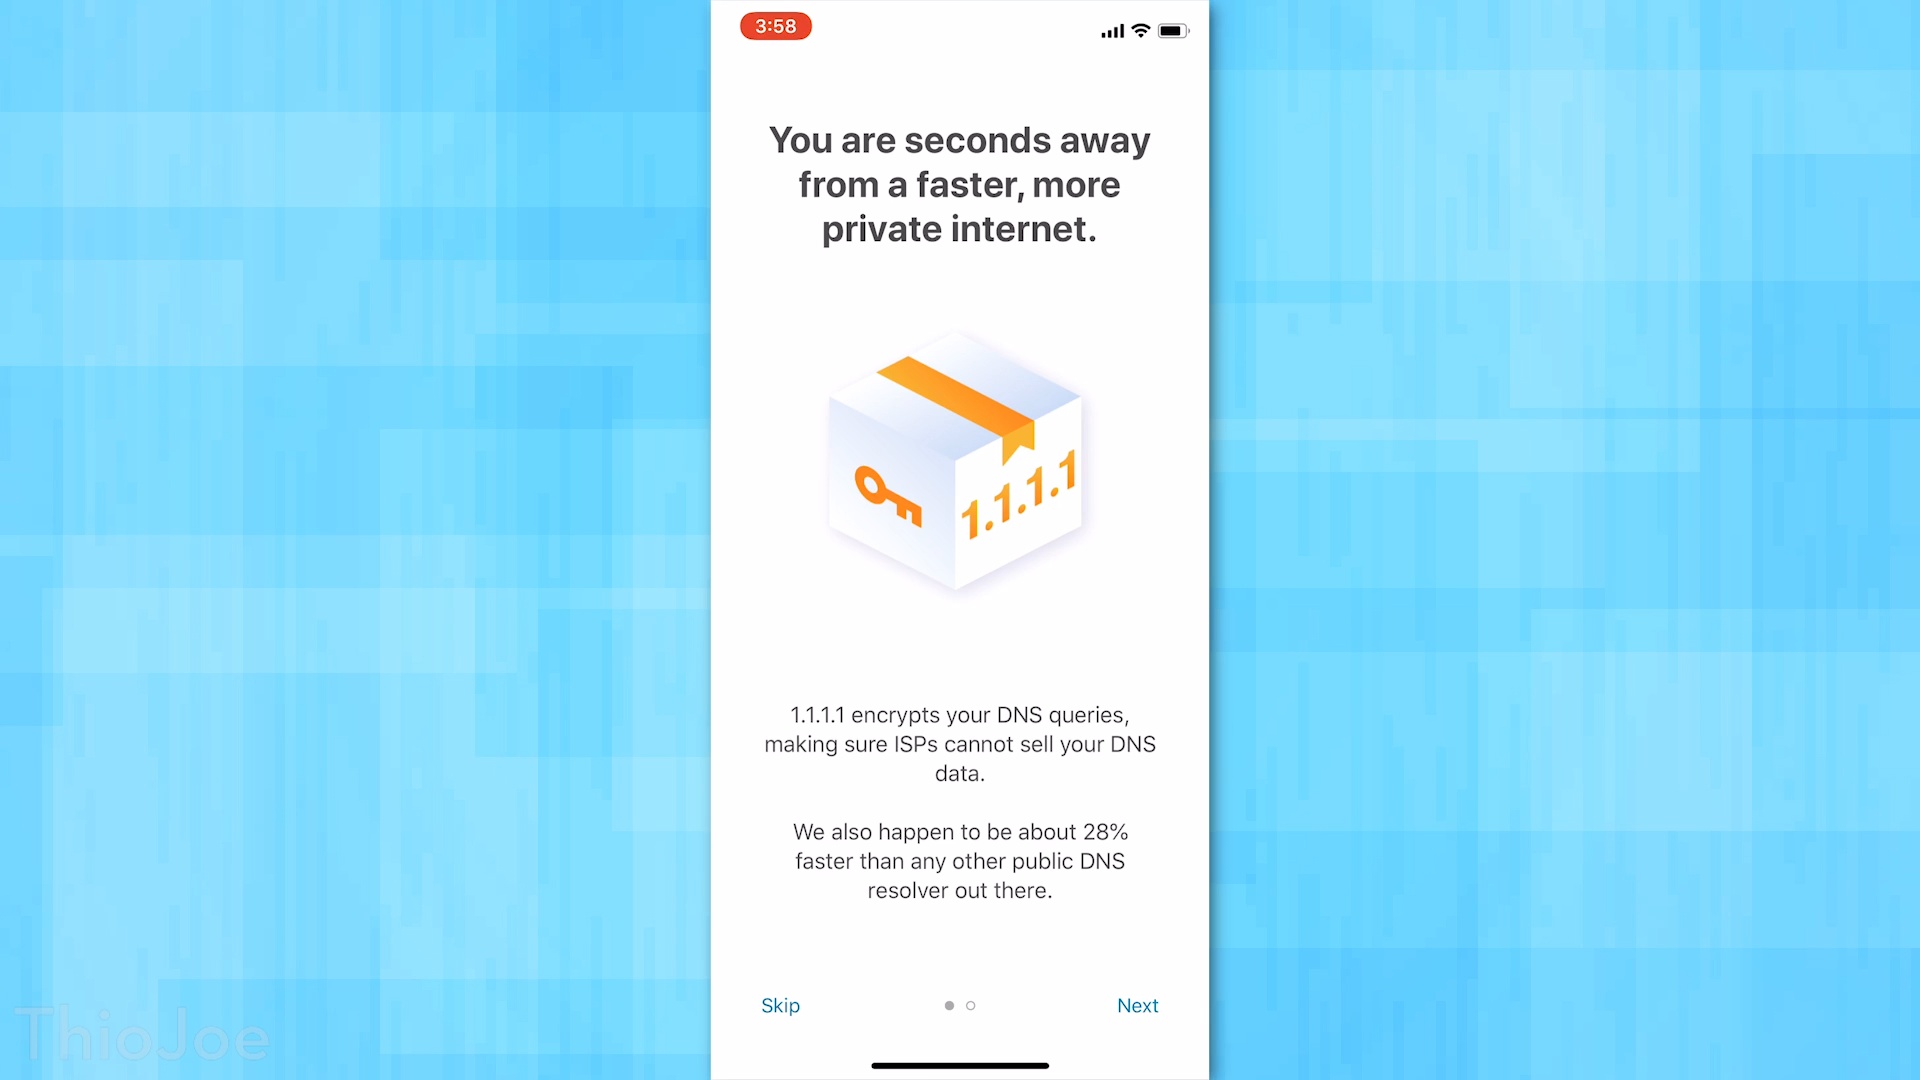 3:58
You are seconds away
from a faster, more
private internet.
1.1.1.1
1.1.1.1 encrypts your DNS queries,
making sure ISPs cannot sell your DNS
data.
We also happen to be about 28%
faster than any other public DNS
resolver out there.
Skip
Next
ThioJoe